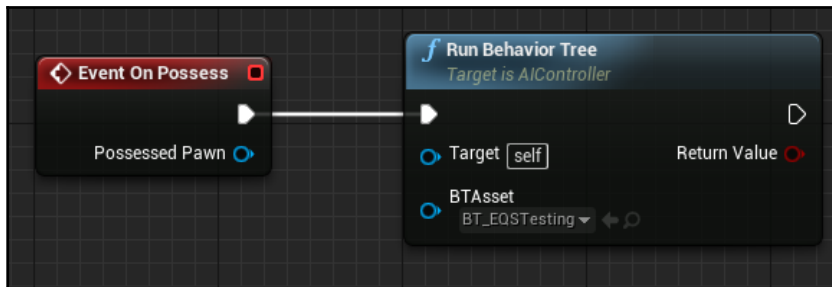 Event On Possess
Possessed Pawn
f Run Behavior Tree
Target is AIController
Target self
Return Value
BTAsset
BT_EQSTesting